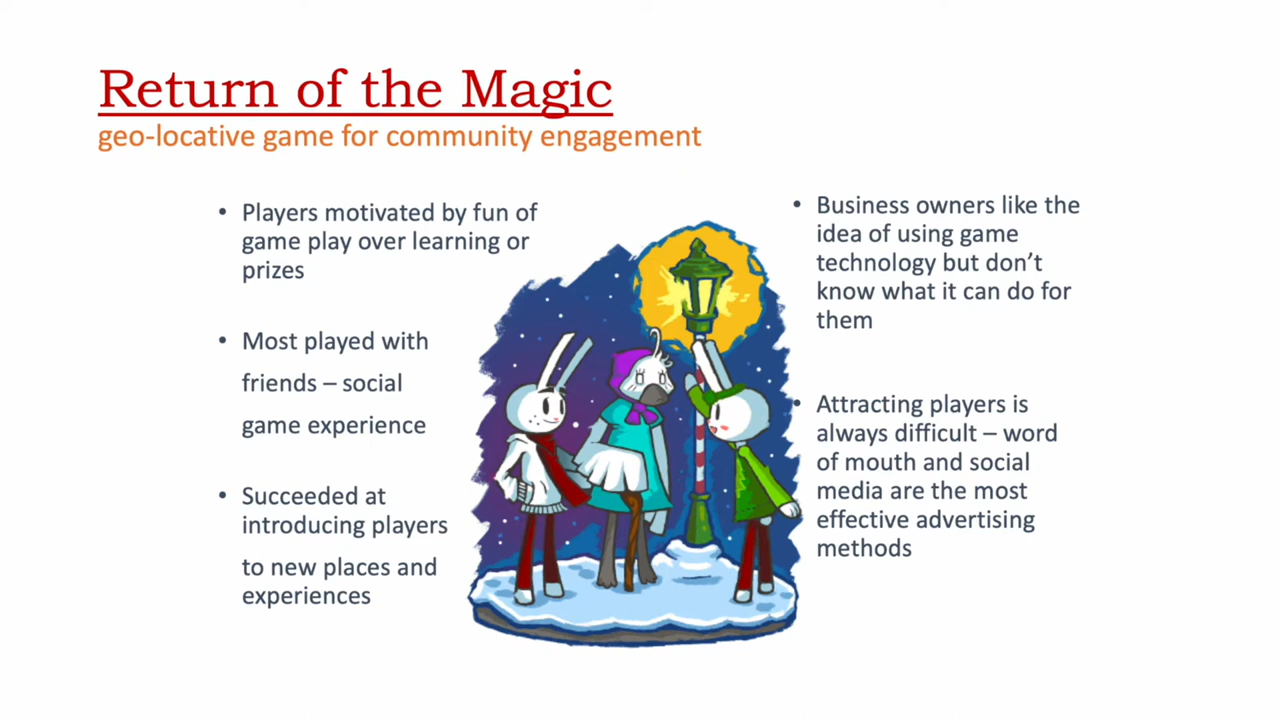 Return of the Magic
geo-locative game for community engagement
• Players motivated by fun of
game play over learning or
prizes
• Most played with
friends – social
game experience
• Succeeded at
introducing players
to new places and
experiences
• Business owners like the
idea of using game
technology but don’t
know what it can do for
them
• Attracting players is
always difficult – word
of mouth and social
media are the most
effective advertising
methods